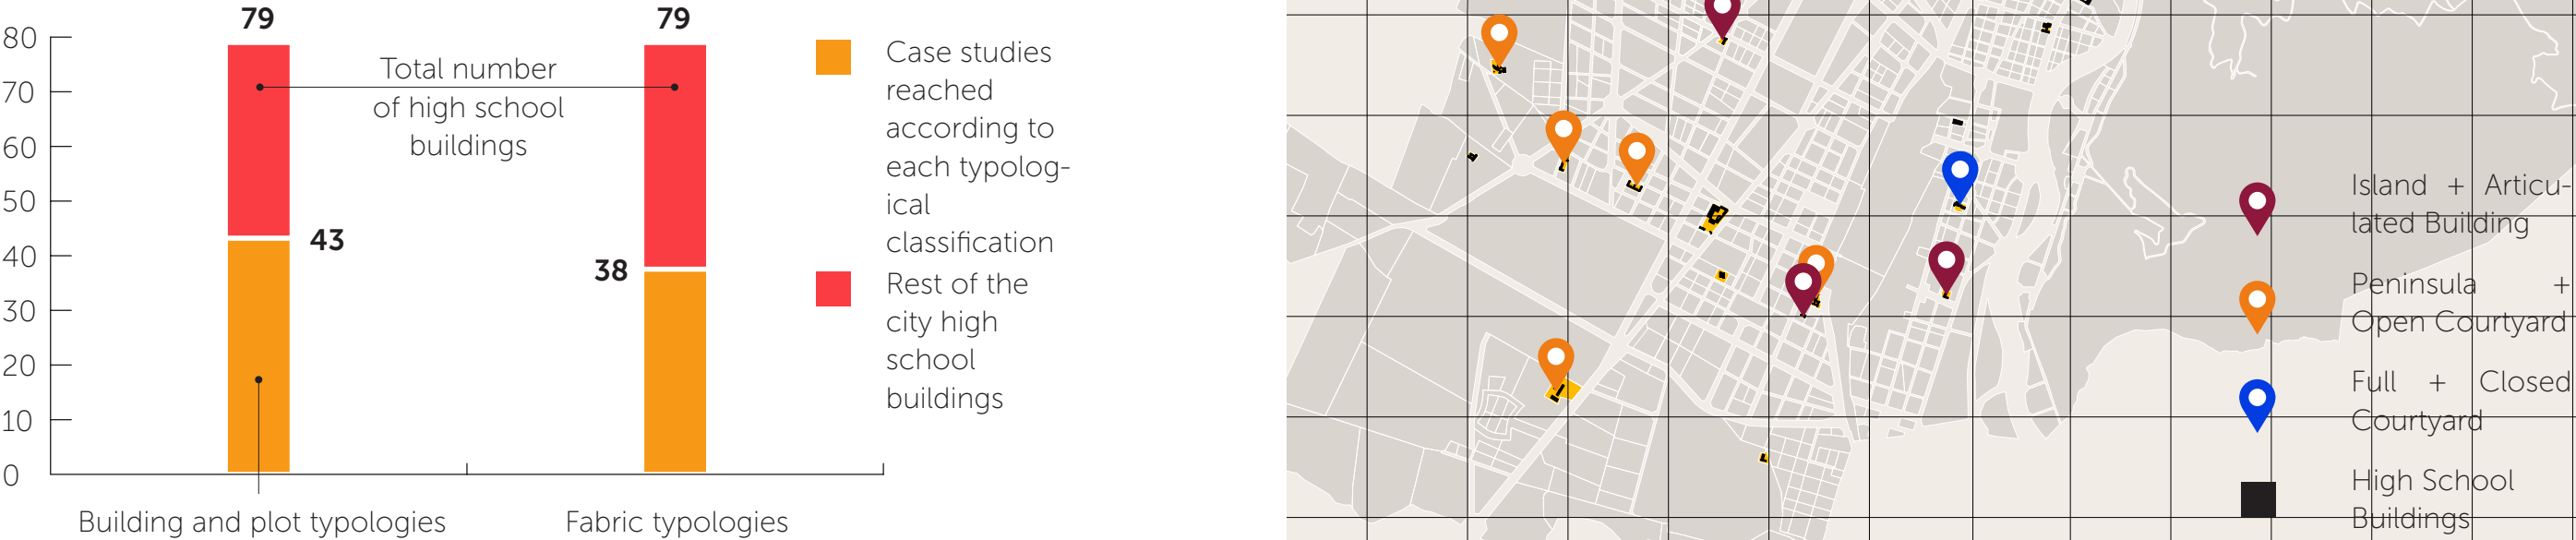 79
79
80
70
60
50
40
30
20
10
0
Total number
of high school
buildings
43
38
Building and plot typologies
Fabric typologies
Case studies
reached
according to
each typolog-
ical
classification
Rest of the
city high
school
buildings
Island + Articu-
lated Building
Peninsula +
Open Courtyard
Full + Closed
Courtyard
High School
Buildings